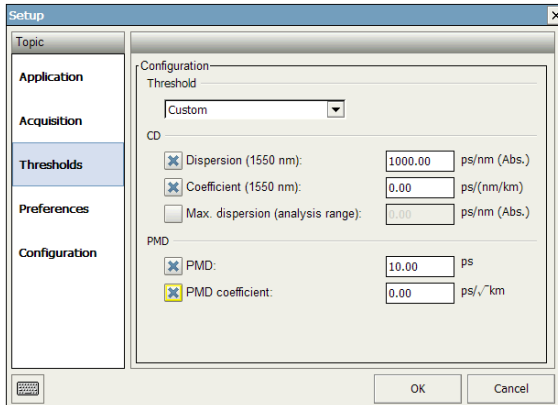 Setup
Topic
Application
Acquisition
Thresholds
Preferences
Configuration
Configuration
Threshold
Custom
CD
Dispersion (1550 nm): 1000.00 ps/nm (Abs.)
Coefficient (1550 nm): 0.00 ps/(nm/km)
Max. dispersion (analysis range): 0.00 ps/nm (Abs.)
PMD
PMD: 10.00 ps
PMD coefficient: 0.00 ps/√km
OK Cancel